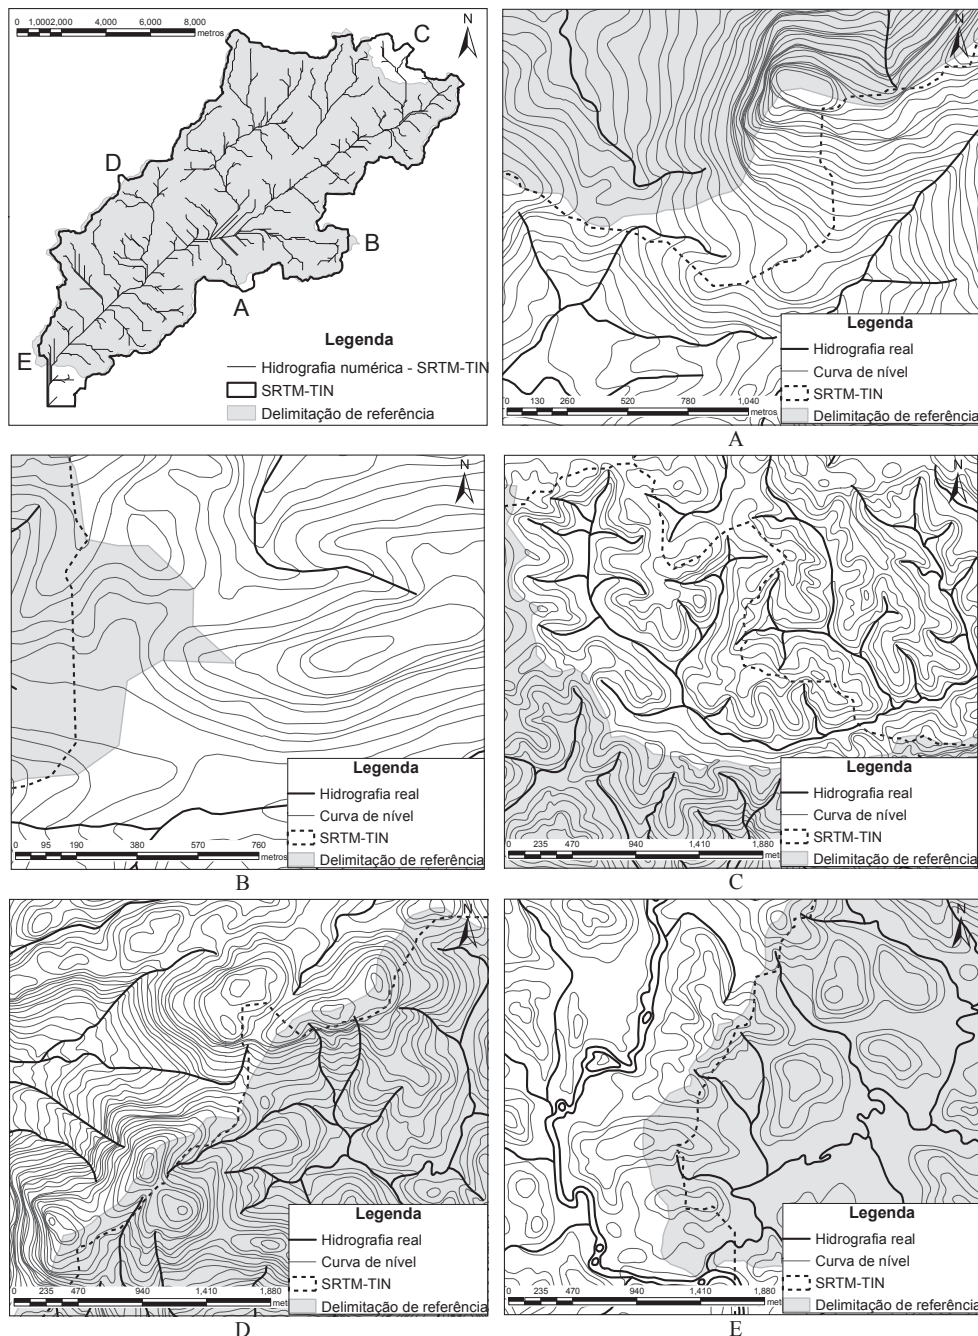 0 1,000 2,000 4,000 6,000 8,000
metros
N
C
D
B
A
E
Legenda
Hidrografia numérica - SRTM-TIN
SRTM-TIN
Delimitação de referência
N
Legenda
Hidrografia real
Curva de nível
SRTM-TIN
Delimitação de referência
0 130 260 520 780 1,040
metros
A
N
Legenda
Hidrografia real
Curva de nível
SRTM-TIN
Delimitação de referência
0 95 190 380 570 760
metros
B
N
Legenda
Hidrografia real
Curva de nível
SRTM-TIN
Delimitação de referência
0 235 470 940 1,410 1,880
met
C
N
Legenda
Hidrografia real
Curva de nível
SRTM-TIN
Delimitação de referência
0 235 470 940 1,410 1,880
met
D
N
Legenda
Hidrografia real
Curva de nível
SRTM-TIN
Delimitação de referência
0 235 470 940 1,410 1,880
met
E